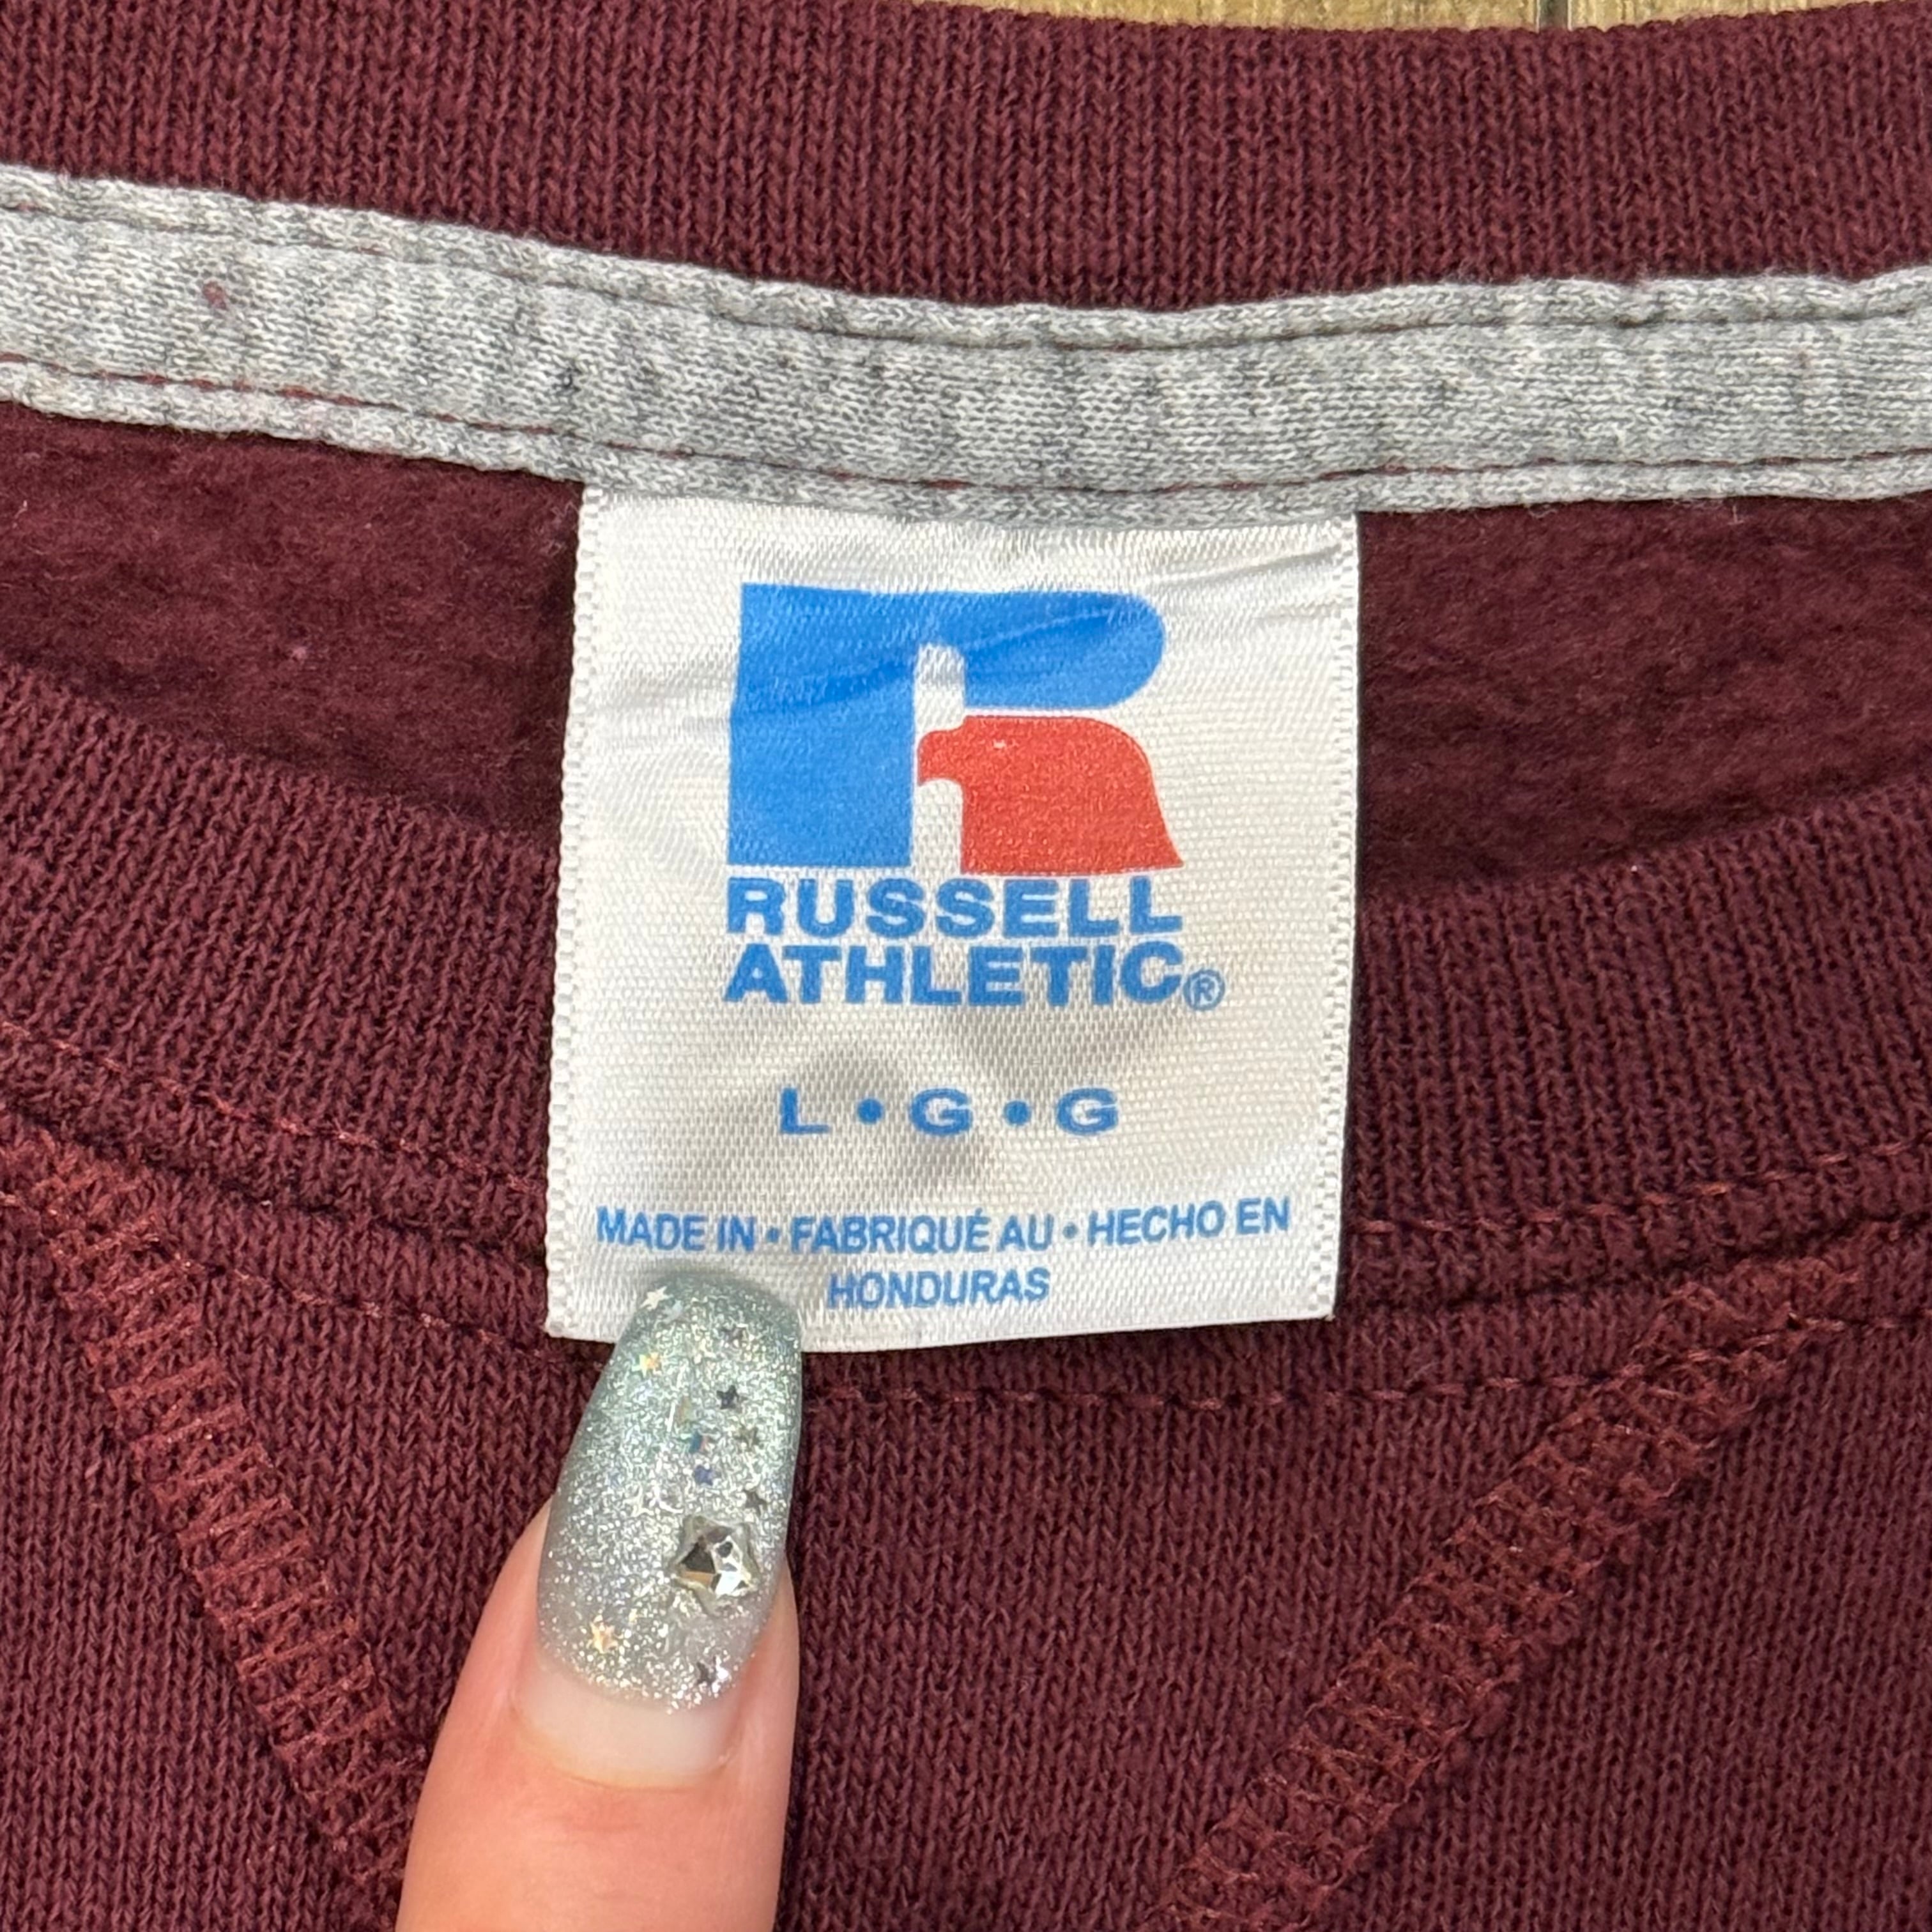 RUSSELL
ATHLETIC®
L • G • G
MADE IN • FABRIQUÉ AU • HECHO EN
HONDURAS